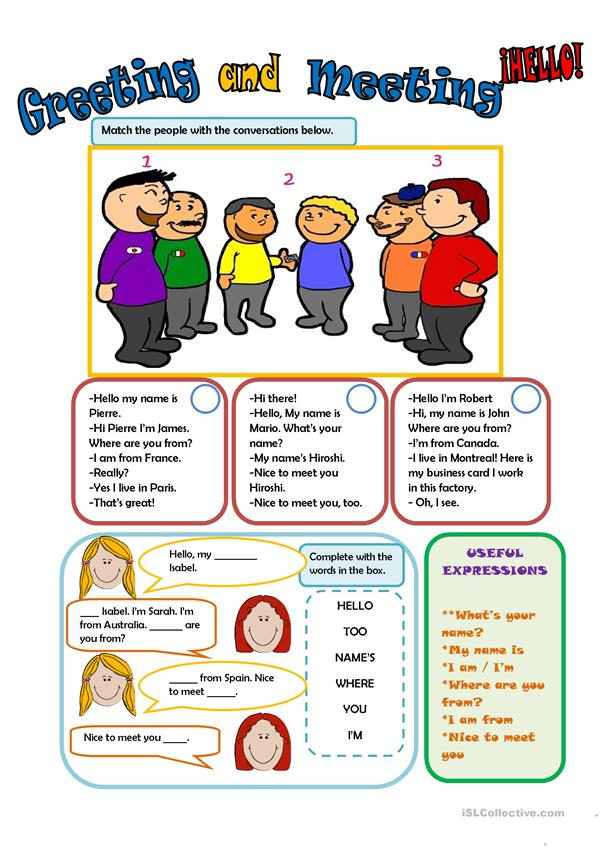 Greeting and Meeting
¡HELLO!
Match the people with the conversations below.
1
2
3
-Hello my name is
Pierre.
-Hi Pierre I'm James.
Where are you from?
-I am from France.
-Really?
-Yes I live in Paris.
-That's great!
-Hi there!
-Hello, My name is
Mario. What's your
name?
-My name's Hiroshi.
-Nice to meet you
Hiroshi.
-Nice to meet you, too.
-Hello I'm Robert
-Hi, my name is John
Where are you from?
-I'm from Canada.
-I live in Montreal! Here is
my business card I work
in this factory.
- Oh, I see.
Hello, my ________
Isabel.
Complete with the
words in the box.
____ Isabel. I'm Sarah. I'm
from Australia. ______ are
you from?
______ from Spain. Nice
to meet _____.
Nice to meet you ____.
HELLO
TOO
NAME'S
WHERE
YOU
I'M
USEFUL
EXPRESSIONS
**What's your
name?
*My name is
*I am / I'm
*Where are you
from?
*I am from
*Nice to meet
you
iSLCollective.com